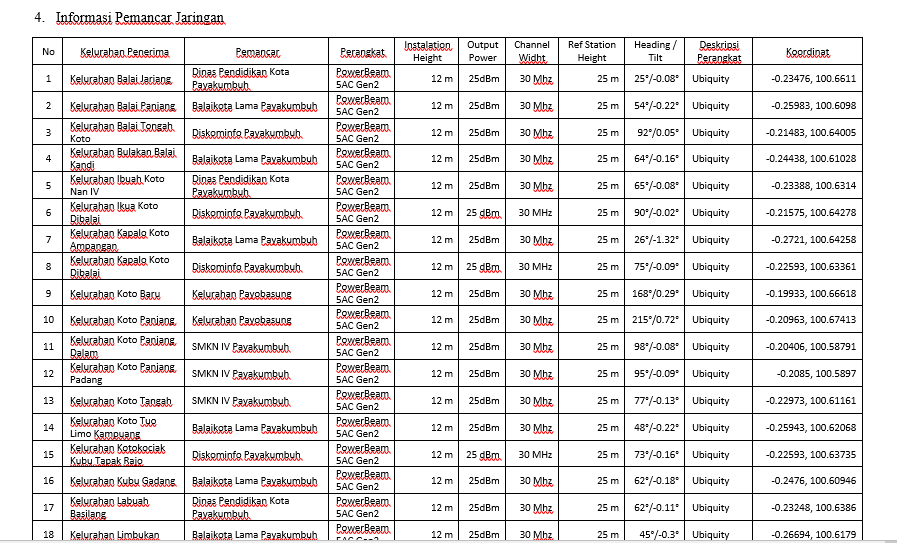 4. Informasi Pemancar Jaringan
No Kelurahan Penerima Pemancar Perangkat Instalation Height Output Power Channel Widht Ref Station Height Heading / Tilt Deskripsi Perangkat Koordinat
1 Kelurahan Balai Jariang Dinas Pendidikan Kota Payakumbuh PowerBeam 5AC Gen2 12 m 25dBm 30 Mhz 25 m 25°/-0.08° Ubiquity -0.23476, 100.6611
2 Kelurahan Balai Panjang Balaikota Lama Payakumbuh PowerBeam 5AC Gen2 12 m 25dBm 30 Mhz 25 m 54°/-0.22° Ubiquity -0.25983, 100.6098
3 Kelurahan Balai Tongah Koto Diskominfo Payakumbuh PowerBeam 5AC Gen2 12 m 25dBm 30 Mhz 25 m 92°/0.05° Ubiquity -0.21483, 100.64005
4 Kelurahan Bulakan Balai Kandi Balaikota Lama Payakumbuh PowerBeam 5AC Gen2 12 m 25dBm 30 Mhz 25 m 64°/-0.16° Ubiquity -0.24438, 100.61028
5 Kelurahan Ibuah Koto Nan IV Dinas Pendidikan Kota Payakumbuh PowerBeam 5AC Gen2 12 m 25dBm 30 Mhz 25 m 65°/-0.08° Ubiquity -0.23388, 100.6314
6 Kelurahan Ikua Koto Dibalai Diskominfo Payakumbuh PowerBeam 5AC Gen2 12 m 25 dBm 30 MHz 25 m 90°/-0.02° Ubiquity -0.21575, 100.64278
7 Kelurahan Kapalo Koto Ampangan Balaikota Lama Payakumbuh PowerBeam 5AC Gen2 12 m 25dBm 30 Mhz 25 m 26°/-1.32° Ubiquity -0.2721, 100.64258
8 Kelurahan Kapalo Koto Dibalai Diskominfo Payakumbuh PowerBeam 5AC Gen2 12 m 25 dBm 30 MHz 25 m 75°/-0.09° Ubiquity -0.22593, 100.63361
9 Kelurahan Koto Baru Kelurahan Payobasung PowerBeam 5AC Gen2 12 m 25dBm 30 Mhz 25 m 168°/0.29° Ubiquity -0.19933, 100.66618
10 Kelurahan Koto Panjang Kelurahan Payobasung PowerBeam 5AC Gen2 12 m 25dBm 30 Mhz 25 m 215°/0.72° Ubiquity -0.20963, 100.67413
11 Kelurahan Koto Panjang Dalam SMKN IV Payakumbuh PowerBeam 5AC Gen2 12 m 25dBm 30 Mhz 25 m 98°/-0.08° Ubiquity -0.20406, 100.58791
12 Kelurahan Koto Panjang Padang SMKN IV Payakumbuh PowerBeam 5AC Gen2 12 m 25dBm 30 Mhz 25 m 95°/-0.09° Ubiquity -0.2085, 100.5897
13 Kelurahan Koto Tangah SMKN IV Payakumbuh PowerBeam 5AC Gen2 12 m 25dBm 30 Mhz 25 m 77°/-0.13° Ubiquity -0.22973, 100.61161
14 Kelurahan Koto Tuo Limo Kampuang Balaikota Lama Payakumbuh PowerBeam 5AC Gen2 12 m 25dBm 30 Mhz 25 m 48°/-0.22° Ubiquity -0.25943, 100.62068
15 Kelurahan Kotokociak Kubu Tapak Rajo Diskominfo Payakumbuh PowerBeam 5AC Gen2 12 m 25 dBm 30 MHz 25 m 73°/-0.16° Ubiquity -0.22593, 100.63735
16 Kelurahan Kubu Gadang Balaikota Lama Payakumbuh PowerBeam 5AC Gen2 12 m 25dBm 30 Mhz 25 m 62°/-0.18° Ubiquity -0.2476, 100.60946
17 Kelurahan Labuah Basilang Dinas Pendidikan Kota Payakumbuh PowerBeam 5AC Gen2 12 m 25dBm 30 Mhz 25 m 62°/-0.11° Ubiquity -0.23248, 100.6386
18 Kelurahan Limbukan Balaikota Lama Payakumbuh PowerBeam 5AC Gen2 12 m 25dBm 30 Mhz 25 m 45°/-0.3° Ubiquity -0.26694, 100.6179